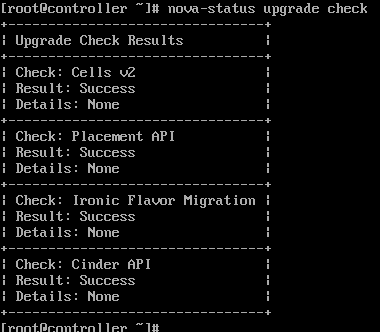 [root@controller ~]# nova-status upgrade check
+--------------------------------+
| Upgrade Check Results          |
+--------------------------------+
| Check: Cells v2                |
| Result: Success                |
| Details: None                  |
+--------------------------------+
| Check: Placement API           |
| Result: Success                |
| Details: None                  |
+--------------------------------+
| Check: Ironic Flavor Migration |
| Result: Success                |
| Details: None                  |
+--------------------------------+
| Check: Cinder API              |
| Result: Success                |
| Details: None                  |
+--------------------------------+
[root@controller ~]#